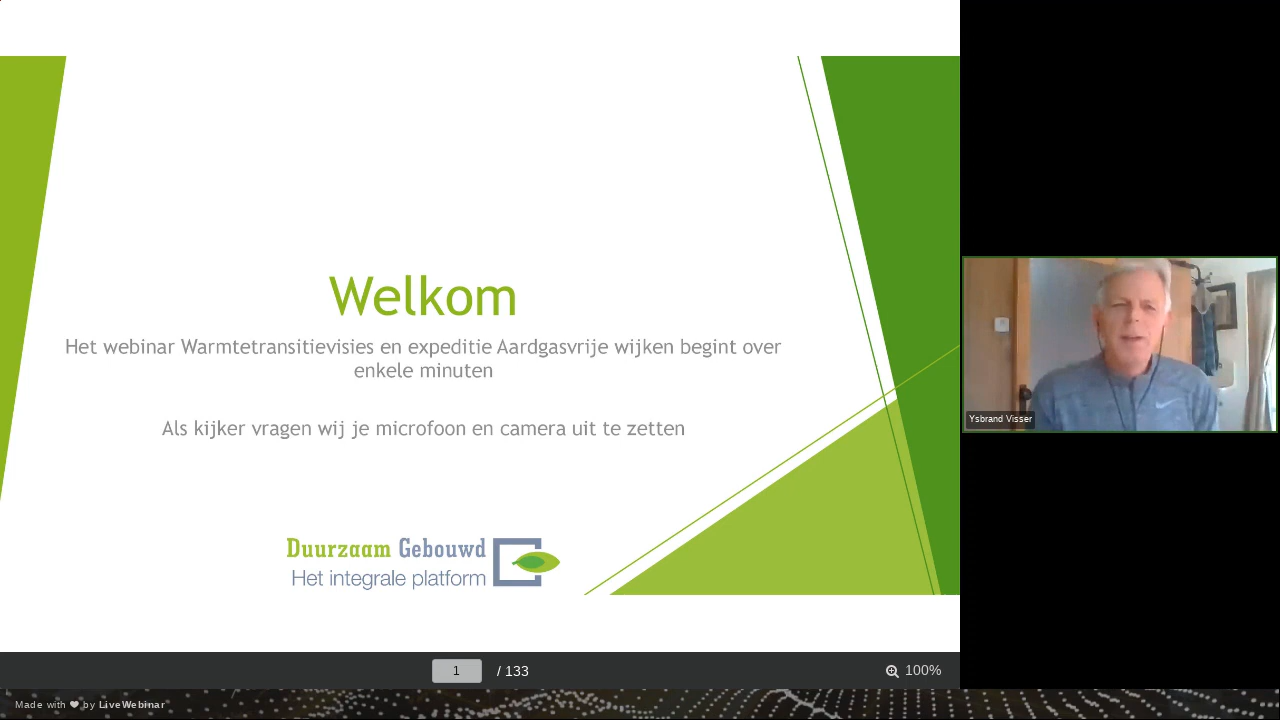 Welkom
Het webinar Warmtetransitievisies en expeditie Aardgasvrije wijken begint over
enkele minuten
Als kijker vragen wij je microfoon en camera uit te zetten
Duurzaam Gebouwd
Het integrale platform
Ysbrand Visser
1 / 133
100%
Made with ❤ by LiveWebinar